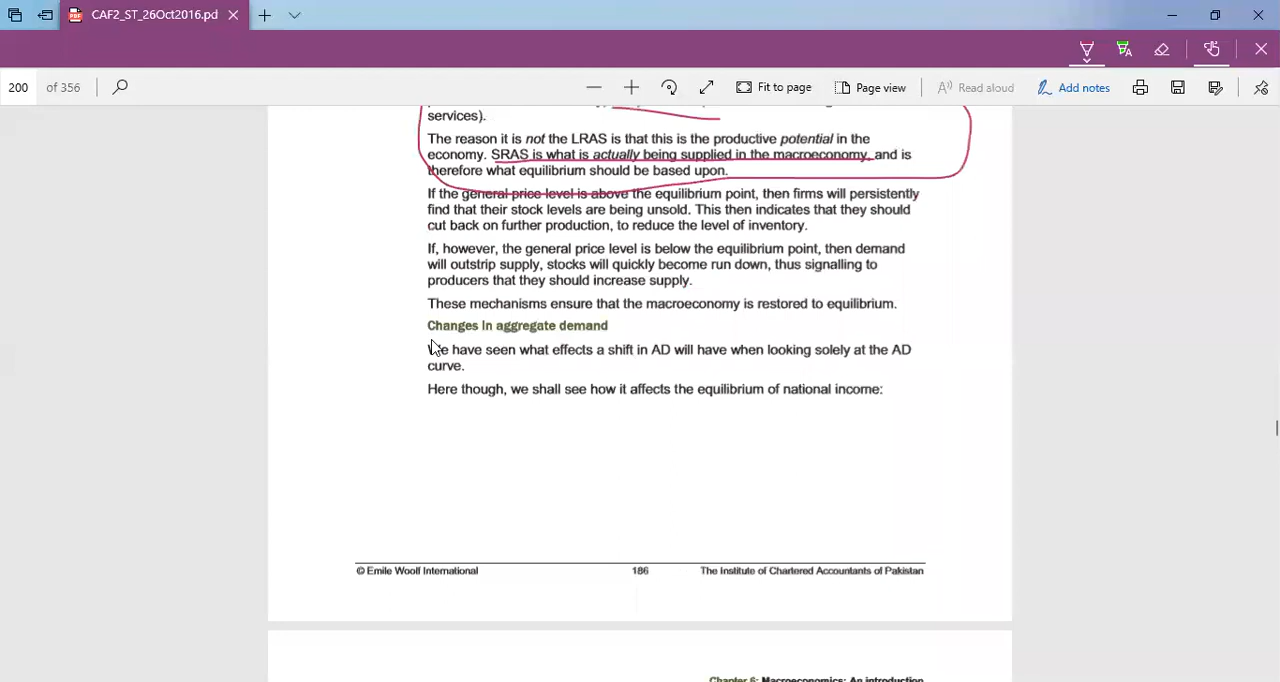 CAF2_ST_26Oct2016.pd
200 of 356
Fit to page
Page view
Read aloud
Add notes
services).
The reason it is not the LRAS is that this is the productive potential in the
economy. SRAS is what is actually being supplied in the macroeconomy, and is
therefore what equilibrium should be based upon.
If the general price level is above the equilibrium point, then firms will persistently
find that their stock levels are being unsold. This then indicates that they should
cut back on further production, to reduce the level of inventory.
If, however, the general price level is below the equilibrium point, then demand
will outstrip supply, stocks will quickly become run down, thus signalling to
producers that they should increase supply.
These mechanisms ensure that the macroeconomy is restored to equilibrium.
Changes in aggregate demand
We have seen what effects a shift in AD will have when looking solely at the AD
curve.
Here though, we shall see how it affects the equilibrium of national income:
© Emile Woolf International 186 The Institute of Chartered Accountants of Pakistan
Chapter 6: Macroeconomics: An introduction